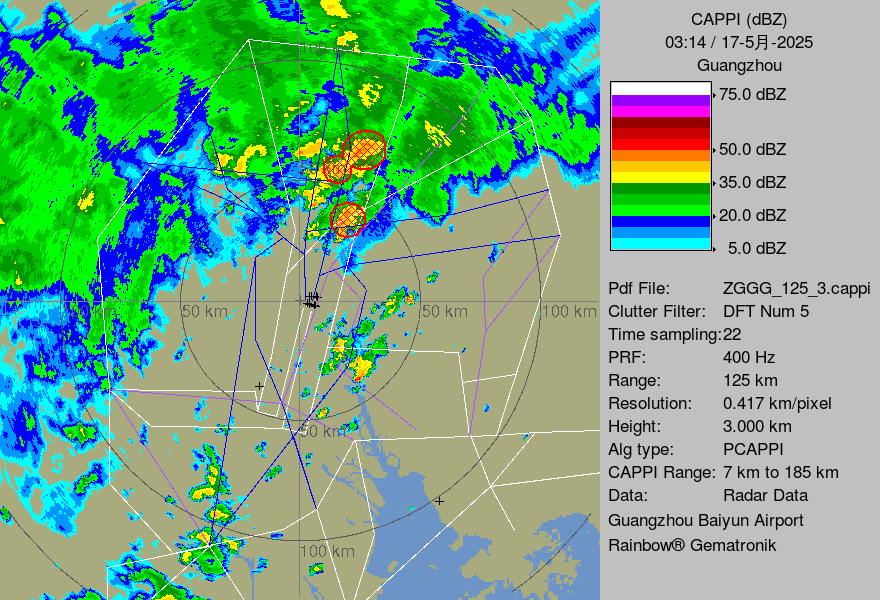 CAPPI (dBZ)
03:14 / 17-5月-2025
Guangzhou
75.0 dBZ
50.0 dBZ
35.0 dBZ
20.0 dBZ
5.0 dBZ
Pdf File: ZGGG_125_3.cappi
Clutter Filter: DFT Num 5
Time sampling:22
PRF: 400 Hz
Range: 125 km
Resolution: 0.417 km/pixel
Height: 3.000 km
Alg type: PCAPPI
CAPPI Range: 7 km to 185 km
Data: Radar Data
Guangzhou Baiyun Airport
Rainbow® Gematronik
50 km
50 km
100 km
50 km
100 km